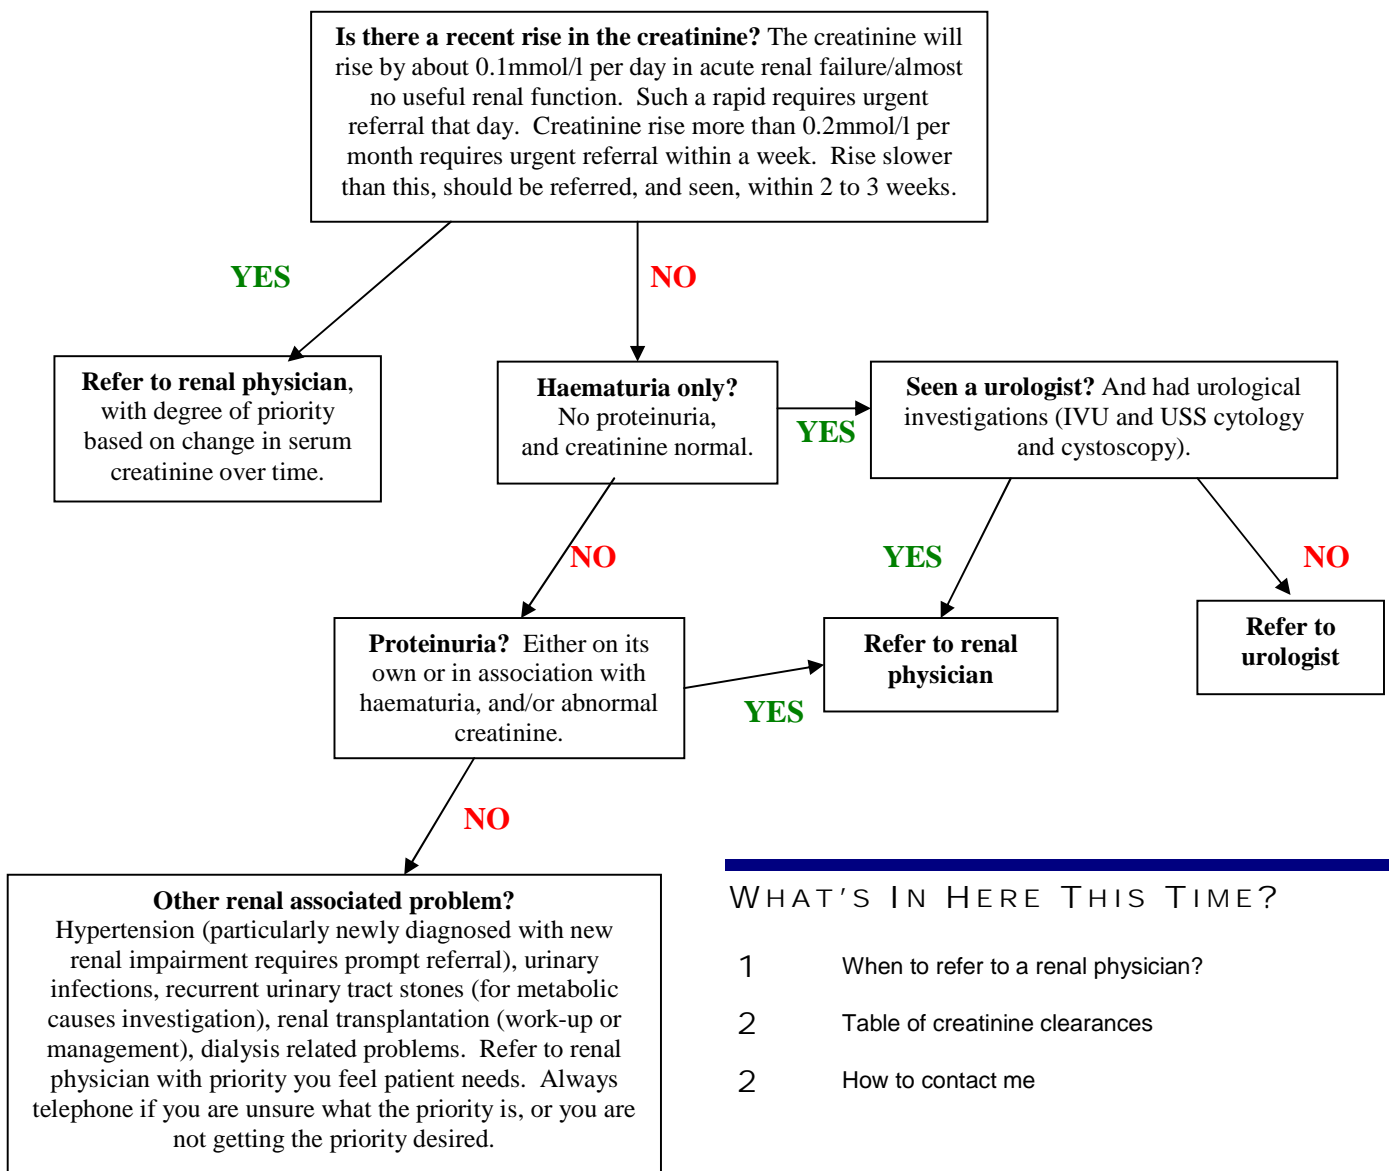 Is there a recent rise in the creatinine? The creatinine will
rise by about 0.1mmol/l per day in acute renal failure/almost
no useful renal function. Such a rapid requires urgent
referral that day. Creatinine rise more than 0.2mmol/l per
month requires urgent referral within a week. Rise slower
than this, should be referred, and seen, within 2 to 3 weeks.
YES
NO
Refer to renal physician,
with degree of priority
based on change in serum
creatinine over time.
Haematuria only?
No proteinuria,
and creatinine normal.
YES
Seen a urologist? And had urological
investigations (IVU and USS cytology
and cystoscopy).
NO
YES
NO
Proteinuria? Either on its
own or in association with
haematuria, and/or abnormal
creatinine.
YES
Refer to renal
physician
Refer to
urologist
NO
Other renal associated problem?
Hypertension (particularly newly diagnosed with new
renal impairment requires prompt referral), urinary
infections, recurrent urinary tract stones (for metabolic
causes investigation), renal transplantation (work-up or
management), dialysis related problems. Refer to renal
physician with priority you feel patient needs. Always
telephone if you are unsure what the priority is, or you are
not getting the priority desired.
WHAT'S IN HERE THIS TIME?
1 When to refer to a renal physician?
2 Table of creatinine clearances
2 How to contact me